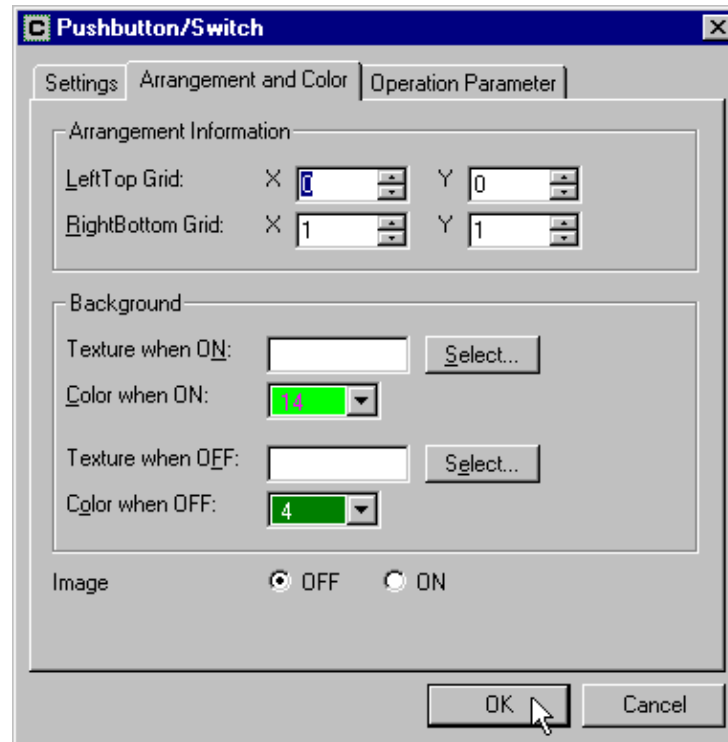 C Pushbutton/Switch
Settings Arrangement and Color Operation Parameter
Arrangement Information
LeftTop Grid: X 0 Y 0
RightBottom Grid: X 1 Y 1
Background
Texture when ON: Select...
Color when ON: 14
Texture when OFF: Select...
Color when OFF: 4
Image OFF ON
OK Cancel